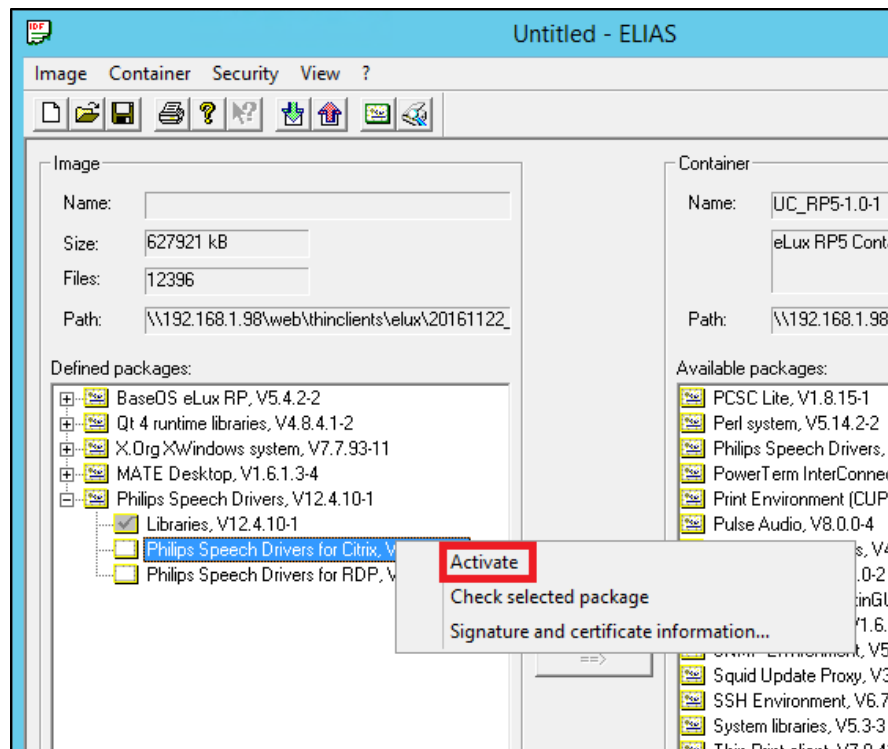 Untitled - ELIAS
Image Container Security View ?
Image
Name:
Size: 627921 kB
Files: 12396
Path: \\192.168.1.98\web\thinclients\elux\20161122_
Defined packages:
BaseOS eLux RP, V5.4.2-2
Qt 4 runtime libraries, V4.8.4.1-2
X.Org XWindows system, V7.7.93-11
MATE Desktop, V1.6.1.3-4
Philips Speech Drivers, V12.4.10-1
Libraries, V12.4.10-1
Philips Speech Drivers for Citrix, V
Philips Speech Drivers for RDP, V
Activate
Check selected package
Signature and certificate information...
==>
Container
Name: UC_RP5-1.0-1
eLux RP5 Cont
Path: \\192.168.1.98
Available packages:
PCSC Lite, V1.8.15-1
Perl system, V5.14.2-2
Philips Speech Drivers,
PowerTerm InterConne
Print Environment (CUP
Pulse Audio, V8.0.0-4
s, V4
.0-2
inGU
/1.6.
t, V5
Squid Update Proxy, V3
SSH Environment, V6.7
System libraries, V5.3-3